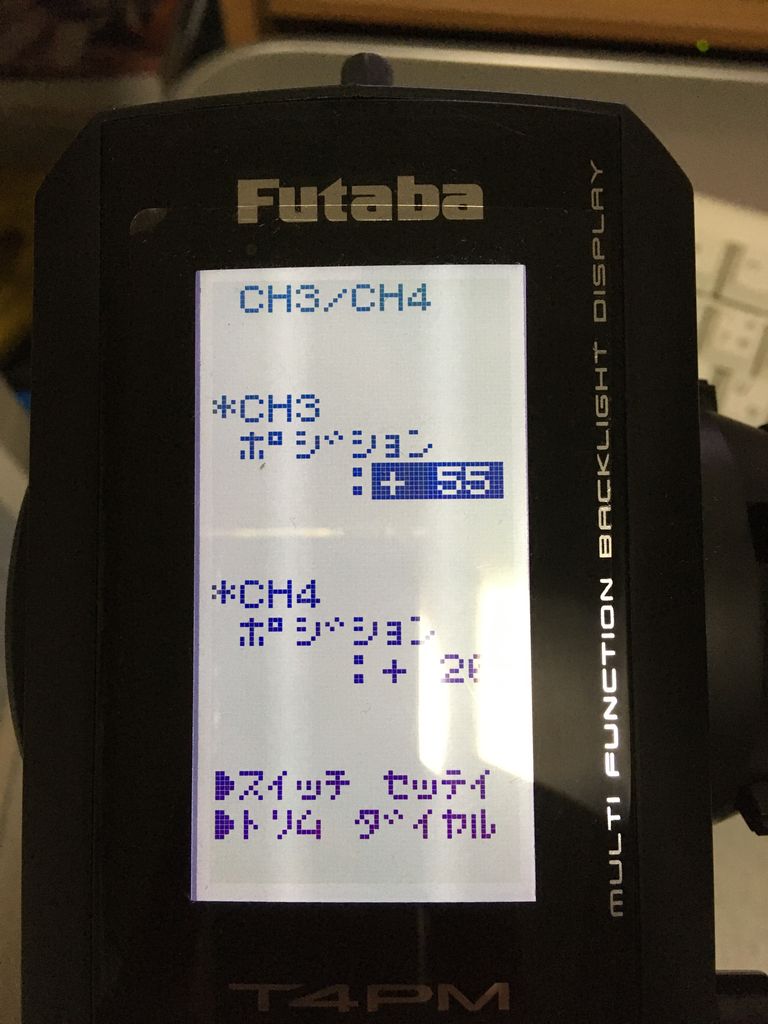 Futaba
CH3/CH4
*CH3
ポジション
:+ 55
*CH4
ポジション
:+
▶スイッチ セッテイ
▶トリム ダイヤル
MULTI FUNCTION BACKLIGHT DISPLAY
T4PM